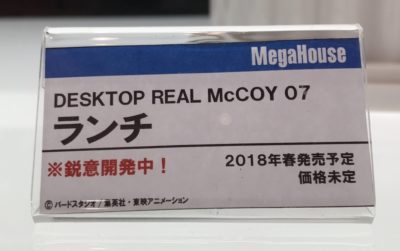 MegaHouse
DESKTOP REAL McCOY 07
ランチ
※鋭意開発中！
2018年春発売予定
価格未定
©バードスタジオ/集英社・東映アニメーション